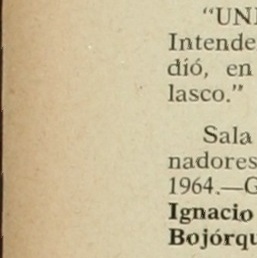 “UNI
Intende
dió, en
lasco.”
Sala
nadores
1964.—G
Ignacio
Bojórqu